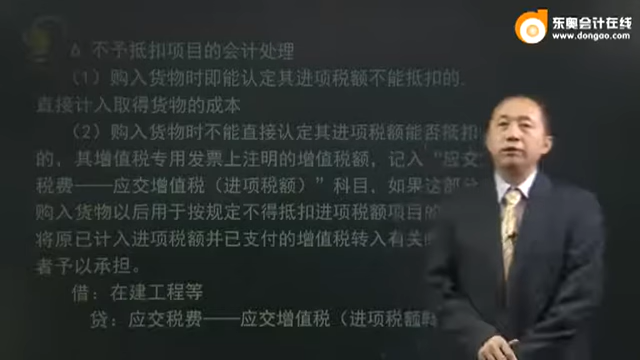 东奥会计在线
www.dongao.com
6 不予抵扣项目的会计处理
（1）购入货物时即能认定其进项税额不能抵扣的，
直接计入取得货物的成本
（2）购入货物时不能直接认定其进项税额能否抵扣
的，其增值税专用发票上注明的增值税额，记入“应交
税费——应交增值税（进项税额）”科目，如果这部分
购入货物以后用于按规定不得抵扣进项税额项目的
将原已计入进项税额并已支付的增值税转入有关的
者予以承担。
借：在建工程等
贷：应交税费——应交增值税（进项税额转